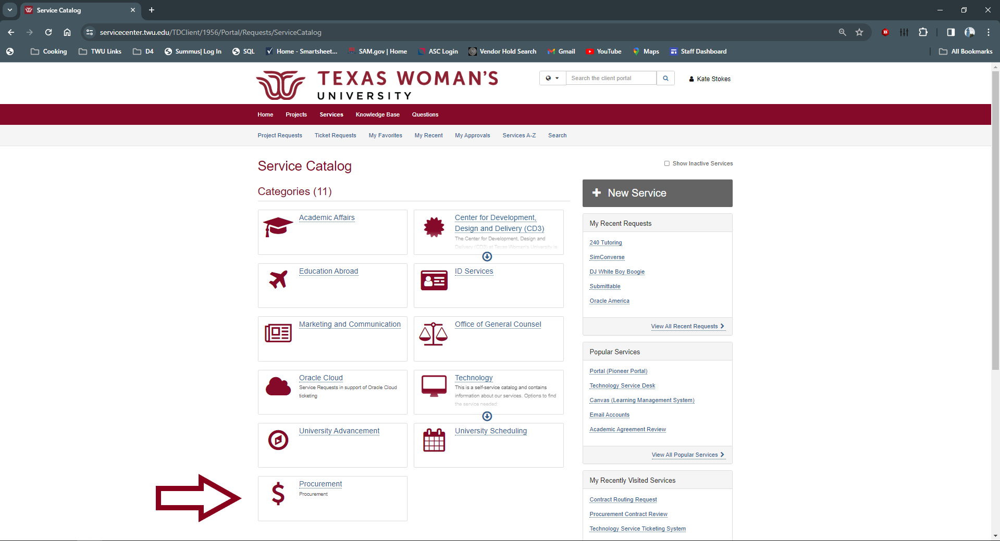 Service Catalog
servicecenter.twu.edu/TDClient/1956/Portal/Requests/ServiceCatalog
Cooking TWU Links D4 Summus| Log In SQL Home - Smartsheet... SAM.gov | Home ASC Login Vendor Hold Search Gmail YouTube Maps Staff Dashboard All Bookmarks
TEXAS WOMAN'S
UNIVERSITY
Search the client portal
Kate Stokes
Home Projects Services Knowledge Base Questions
Project Requests Ticket Requests My Favorites My Recent My Approvals Services A-Z Search
Service Catalog
Show Inactive Services
Categories (11)
Academic Affairs
Center for Development,
Design and Delivery (CD3)
The Center for Development, Design and
Delivery (CD3) at Texas Woman's University is
Education Abroad
ID Services
Marketing and Communication
Office of General Counsel
Oracle Cloud
Service Requests in support of Oracle Cloud
ticketing
Technology
This is a self-service catalog and contains
information about our services. Options to find
the service needed:
University Advancement
University Scheduling
$
Procurement
Procurement
New Service
My Recent Requests
240 Tutoring
SimConverse
DJ White Boy Boogie
Submittable
Oracle America
View All Recent Requests
Popular Services
Portal (Pioneer Portal)
Technology Service Desk
Canvas (Learning Management System)
Email Accounts
Academic Agreement Review
View All Popular Services
My Recently Visited Services
Contract Routing Request
Procurement Contract Review
Technology Service Ticketing System